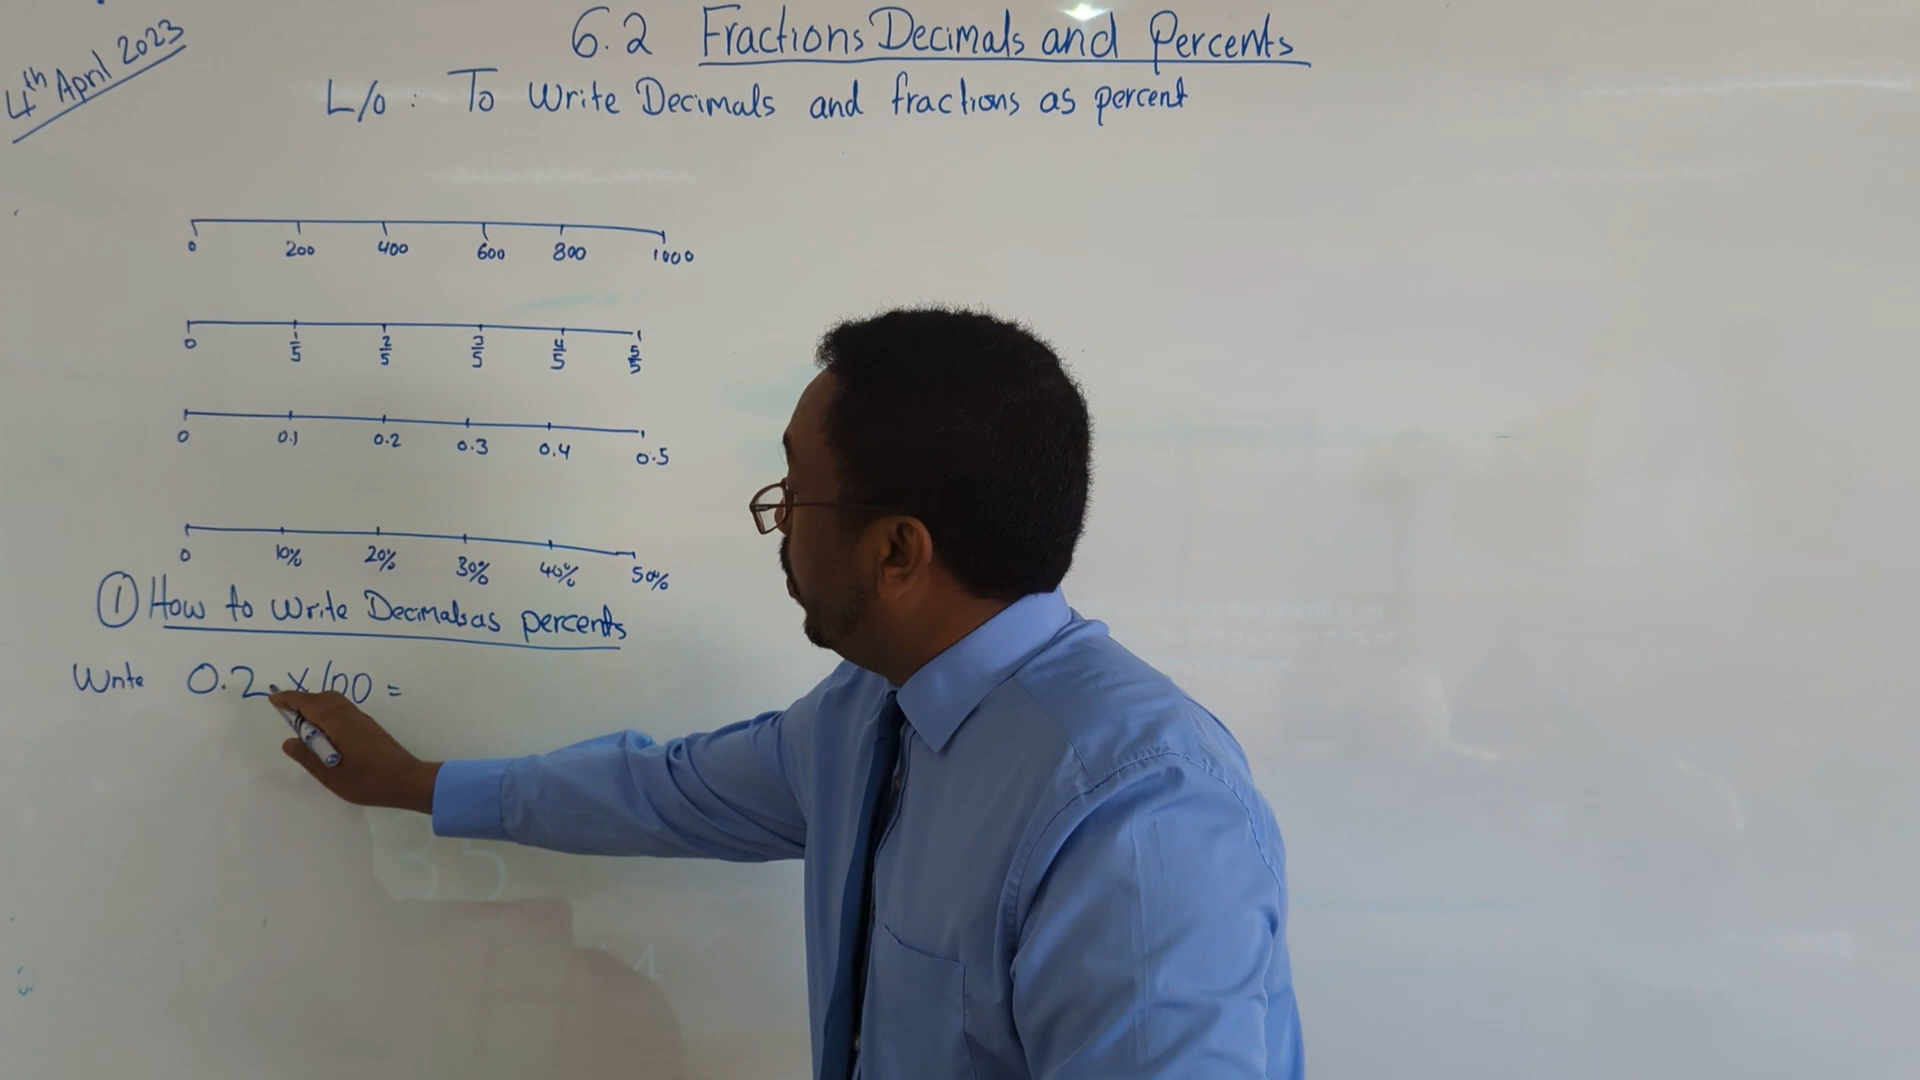 4th April 2023
6.2 Fractions Decimals and Percents
L/o : To Write Decimals and fractions as percent
0 200 400 600 800 1000
0 1/5 2/5 3/5 4/5 5/5
0 0.1 0.2 0.3 0.4 0.5
0 10% 20% 30% 40% 50%
① How to Write Decimals as percents
Write 0.2 x 100 =